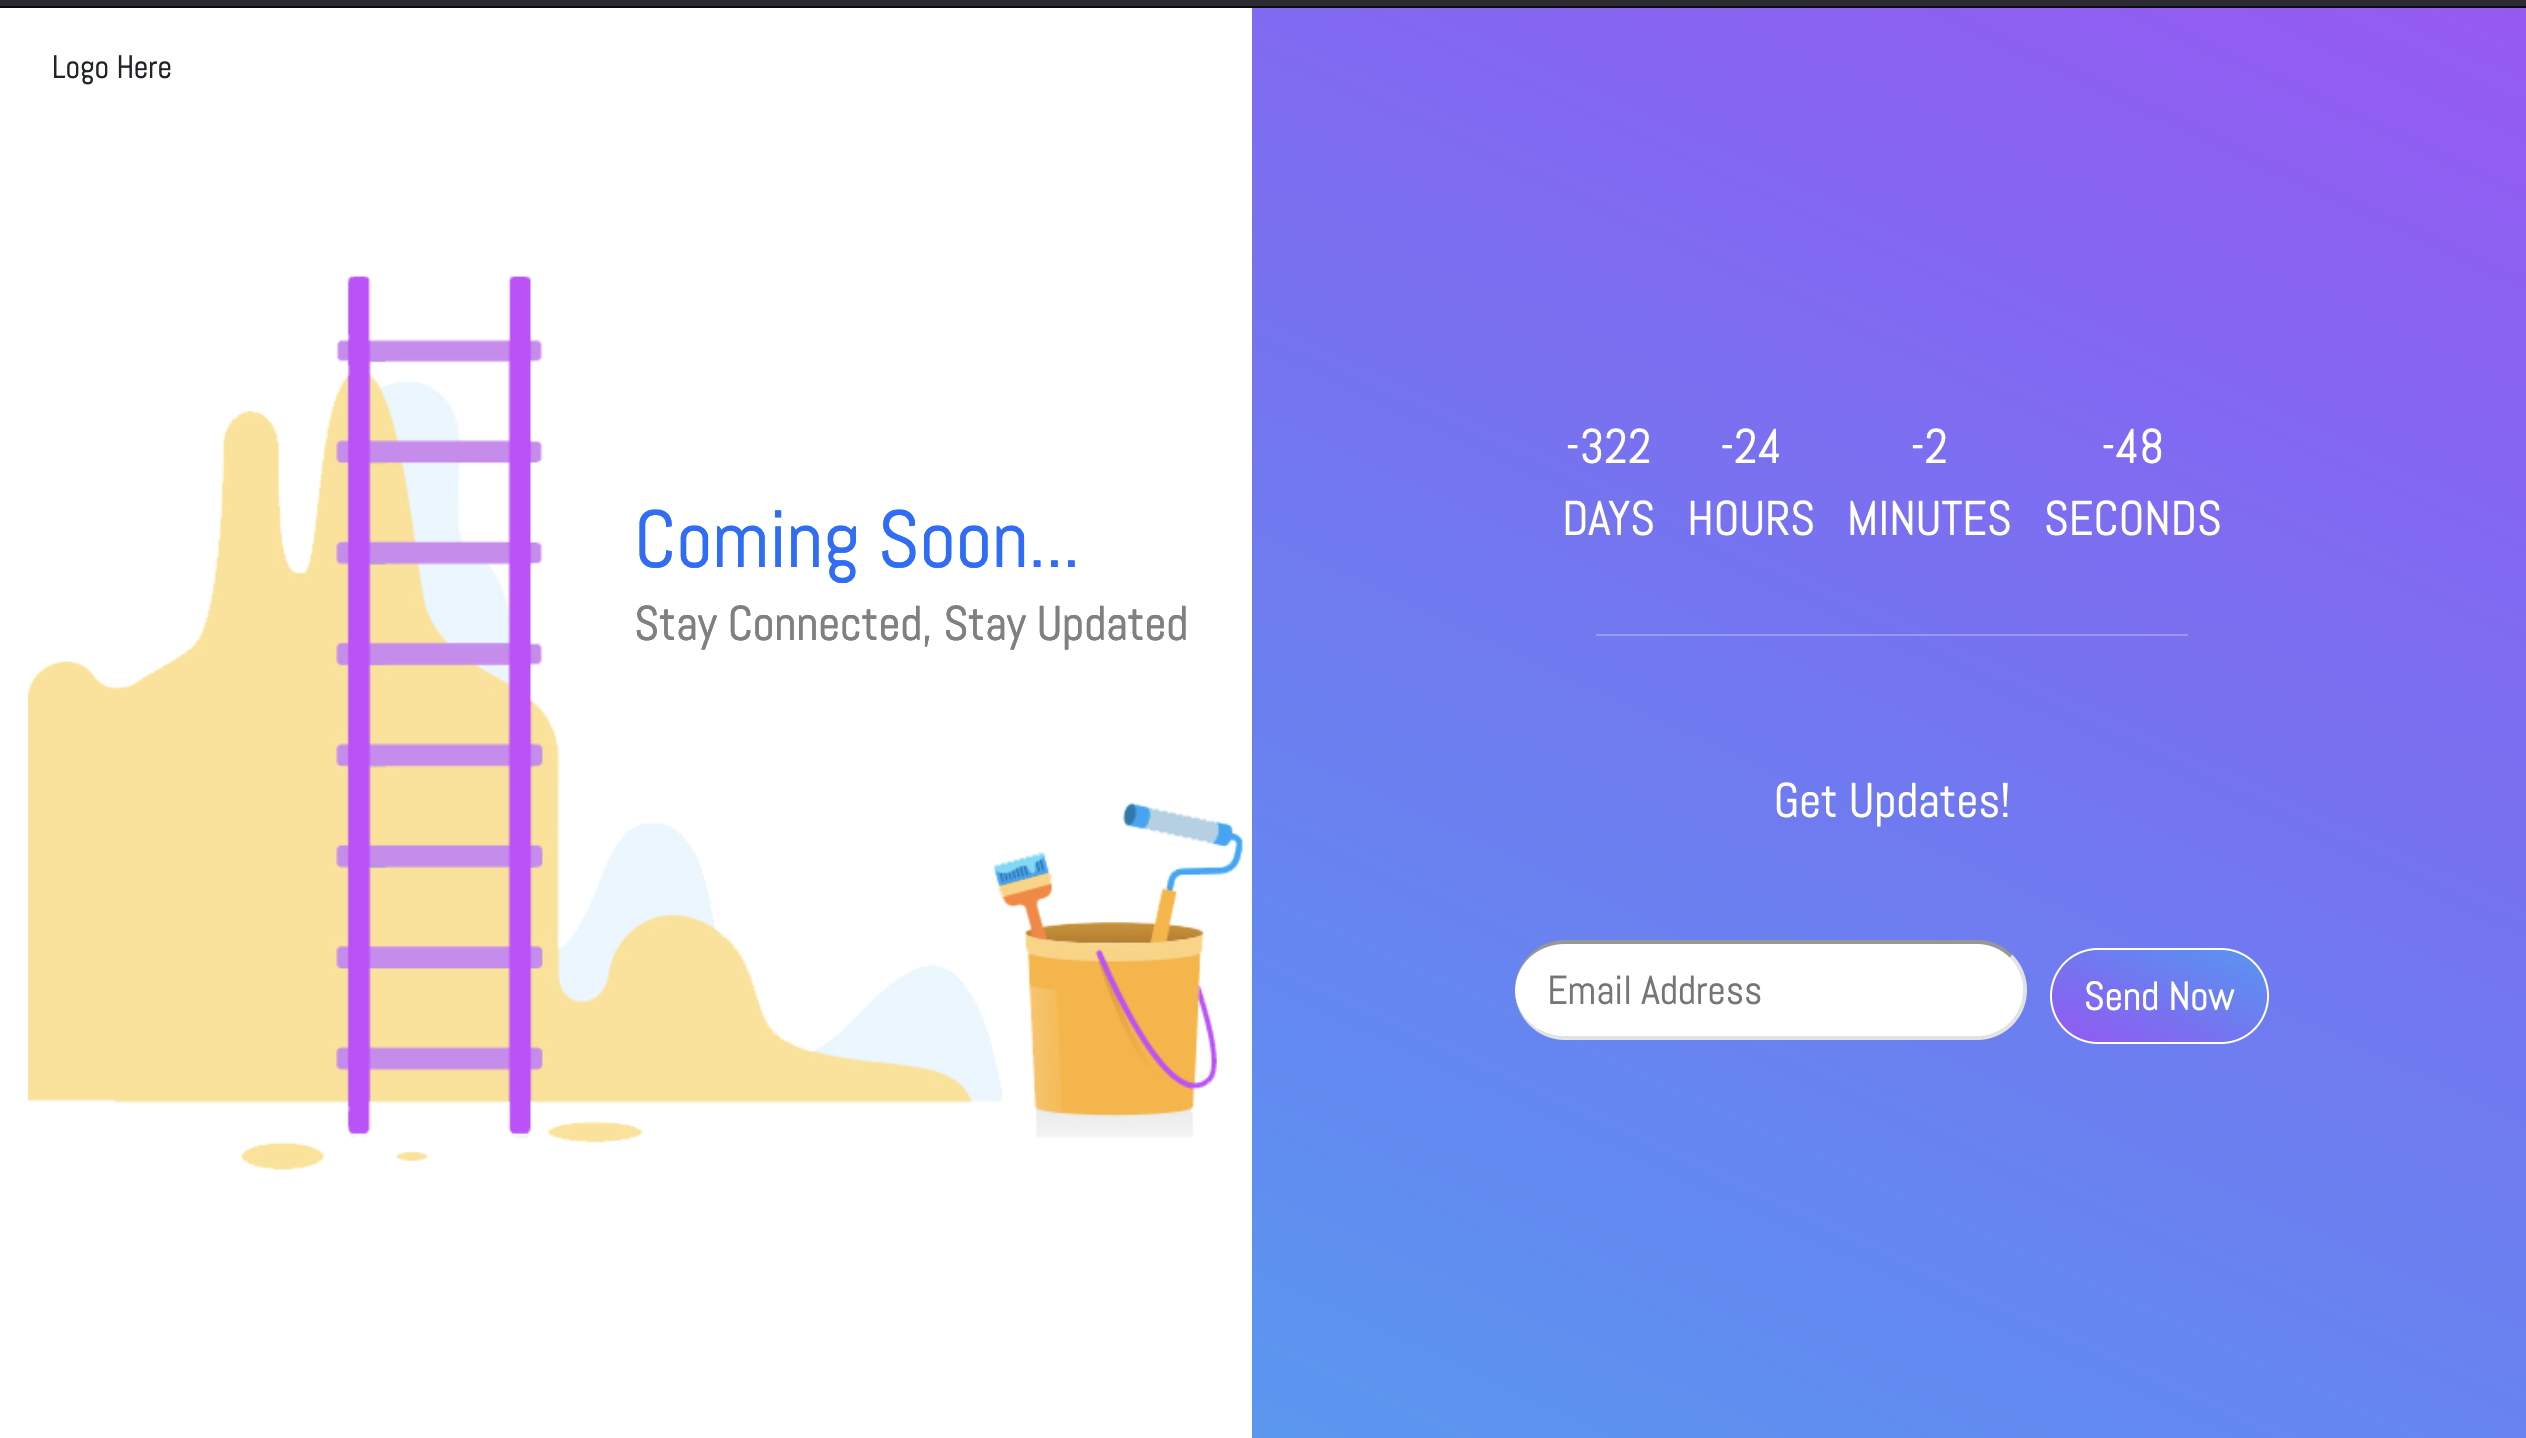 Logo Here
Coming Soon...
Stay Connected, Stay Updated
-322 -24 -2 -48
DAYS HOURS MINUTES SECONDS
Get Updates!
Email Address
Send Now